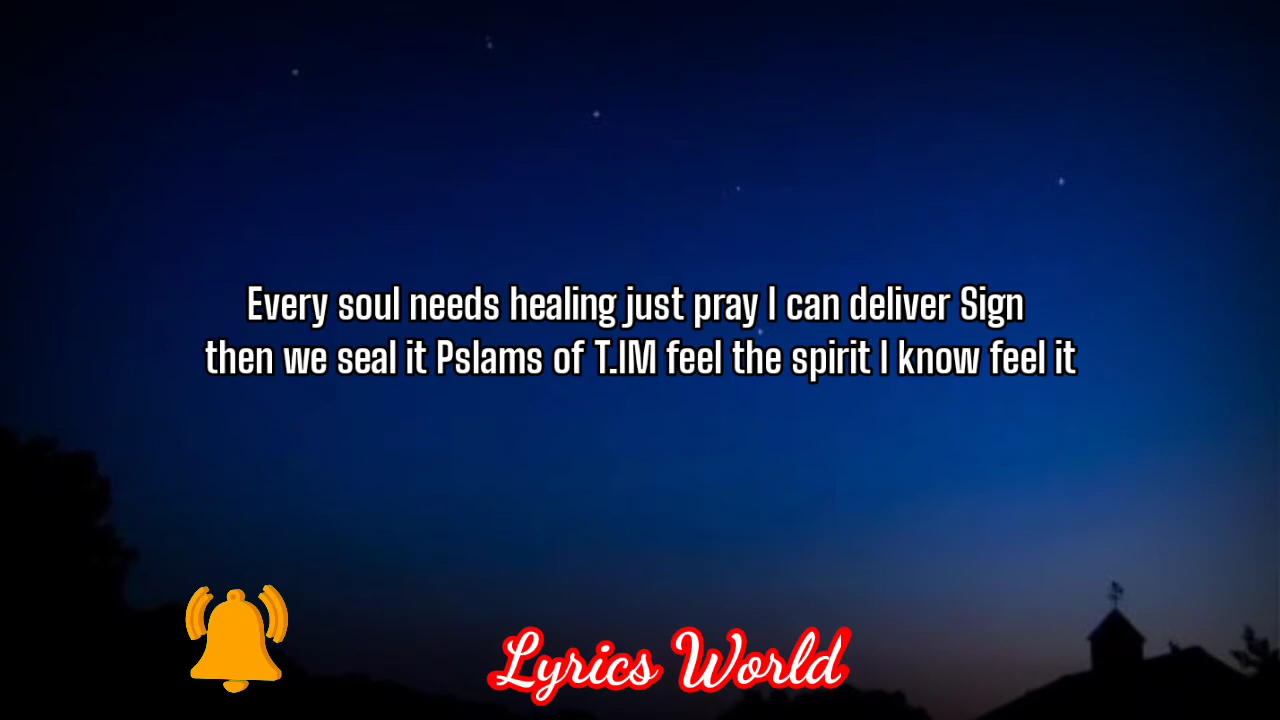 Every soul needs healing just pray I can deliver Sign
then we seal it Pslams of T.IM feel the spirit I know feel it
Lyrics World